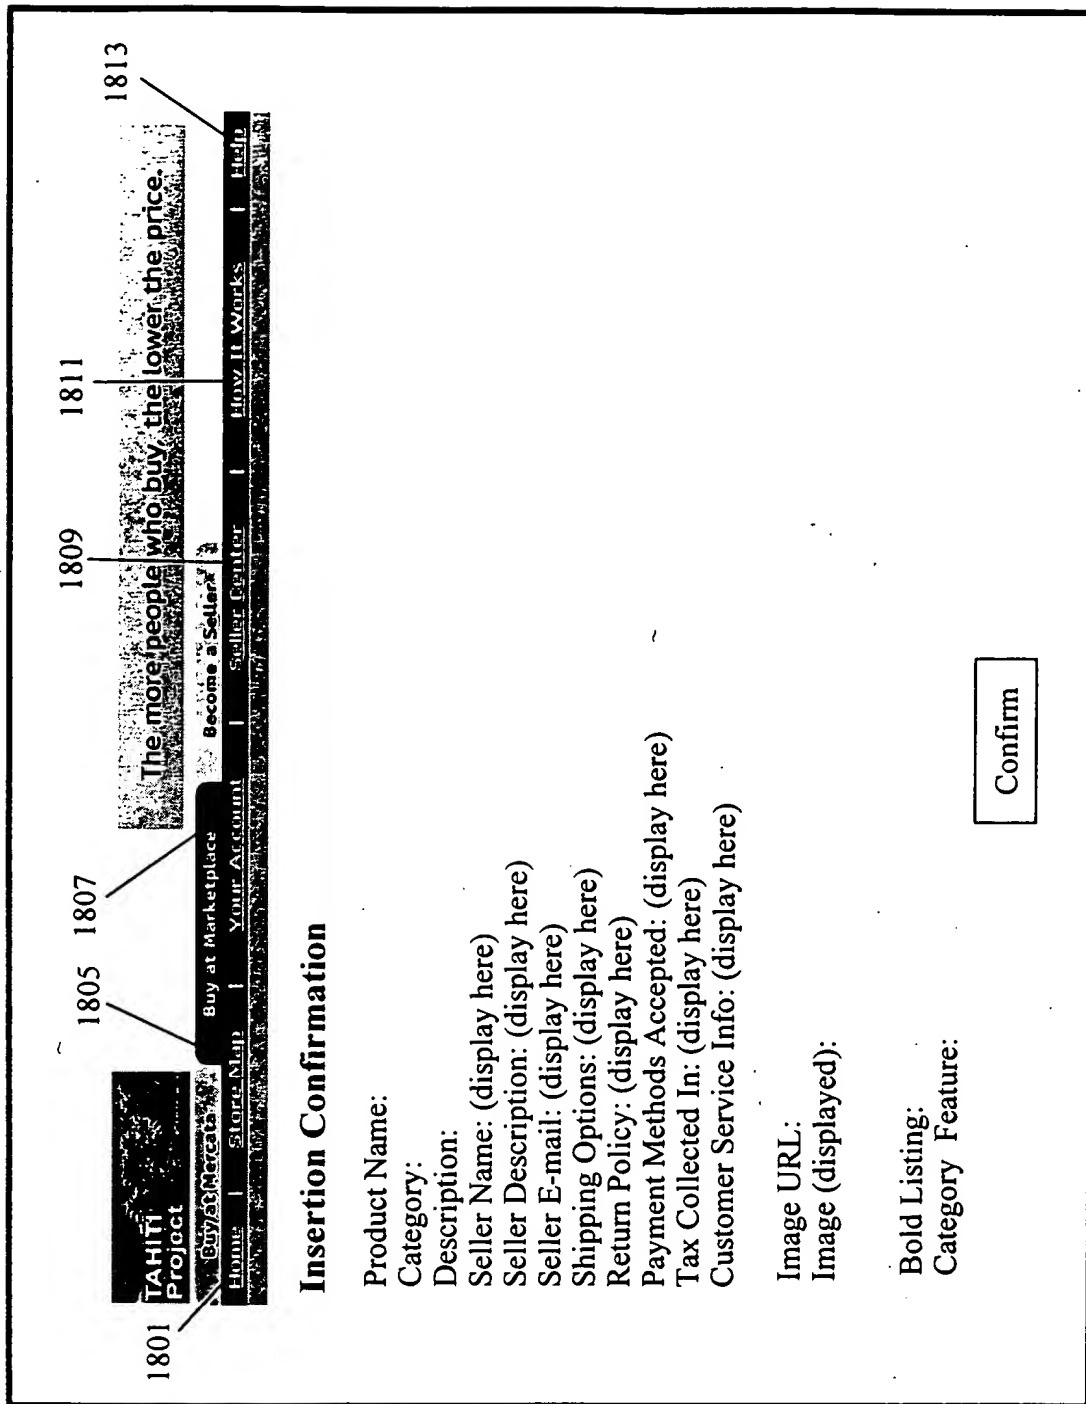 1801
1805
1807
1809
1811
1813
TAHITI
Project
The more people who buy, the lower the price.
Buy at Mercata
Buy at Marketplace
Become a Seller
Home | Store Map | Your Account | Seller Center | How It Works | Help
Insertion Confirmation
Product Name:
Category:
Description:
Seller Name: (display here)
Seller Description: (display here)
Seller E-mail: (display here)
Shipping Options: (display here)
Return Policy: (display here)
Payment Methods Accepted: (display here)
Tax Collected In: (display here)
Customer Service Info: (display here)
Image URL:
Image (displayed):
Bold Listing:
Category Feature:
Confirm